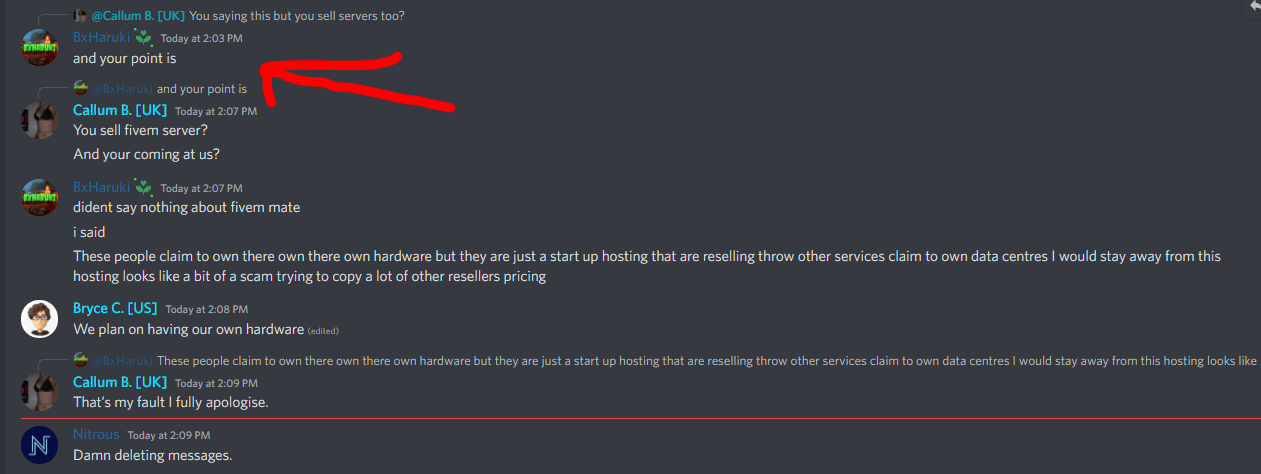 @Callum B. [UK] You saying this but you sell servers too?
BxHaruki Today at 2:03 PM
and your point is
@BxHaruki and your point is
Callum B. [UK] Today at 2:07 PM
You sell fivem server?
And your coming at us?
BxHaruki Today at 2:07 PM
dident say nothing about fivem mate
i said
These people claim to own there own there own hardware but they are just a start up hosting that are reselling throw other services claim to own data centres I would stay away from this
hosting looks like a bit of a scam trying to copy a lot of other resellers pricing
Bryce C. [US] Today at 2:08 PM
We plan on having our own hardware (edited)
@BxHaruki These people claim to own there own there own hardware but they are just a start up hosting that are reselling throw other services claim to own data centres I would stay away from this hosting looks like
Callum B. [UK] Today at 2:09 PM
That's my fault I fully apologise.
Nitrous Today at 2:09 PM
Damn deleting messages.